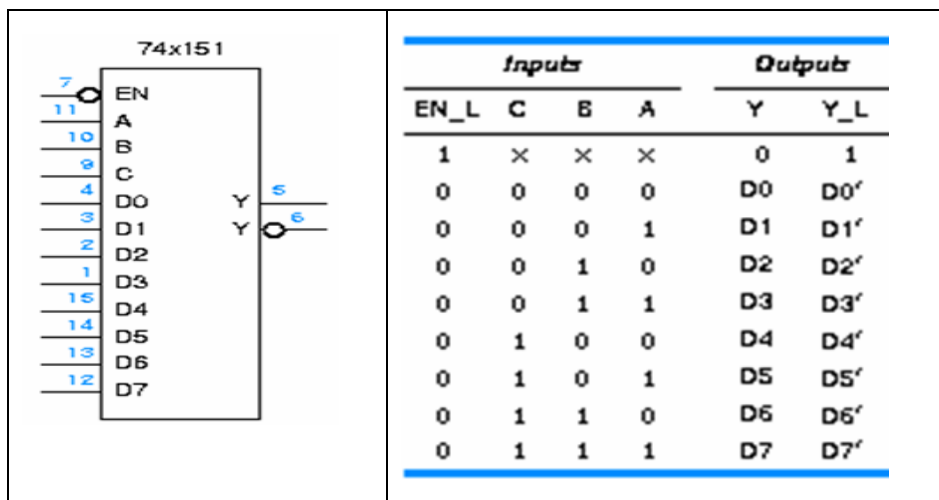 74x151
7 EN
11 A
10 B
9 C
4 D0 Y 5
3 D1 Y 6
2 D2
1 D3
15 D4
14 D5
13 D6
12 D7
Inputs Outputs
EN_L C B A Y Y_L
1 × × × 0 1
0 0 0 0 D0 D0′
0 0 0 1 D1 D1′
0 0 1 0 D2 D2′
0 0 1 1 D3 D3′
0 1 0 0 D4 D4′
0 1 0 1 D5 D5′
0 1 1 0 D6 D6′
0 1 1 1 D7 D7′